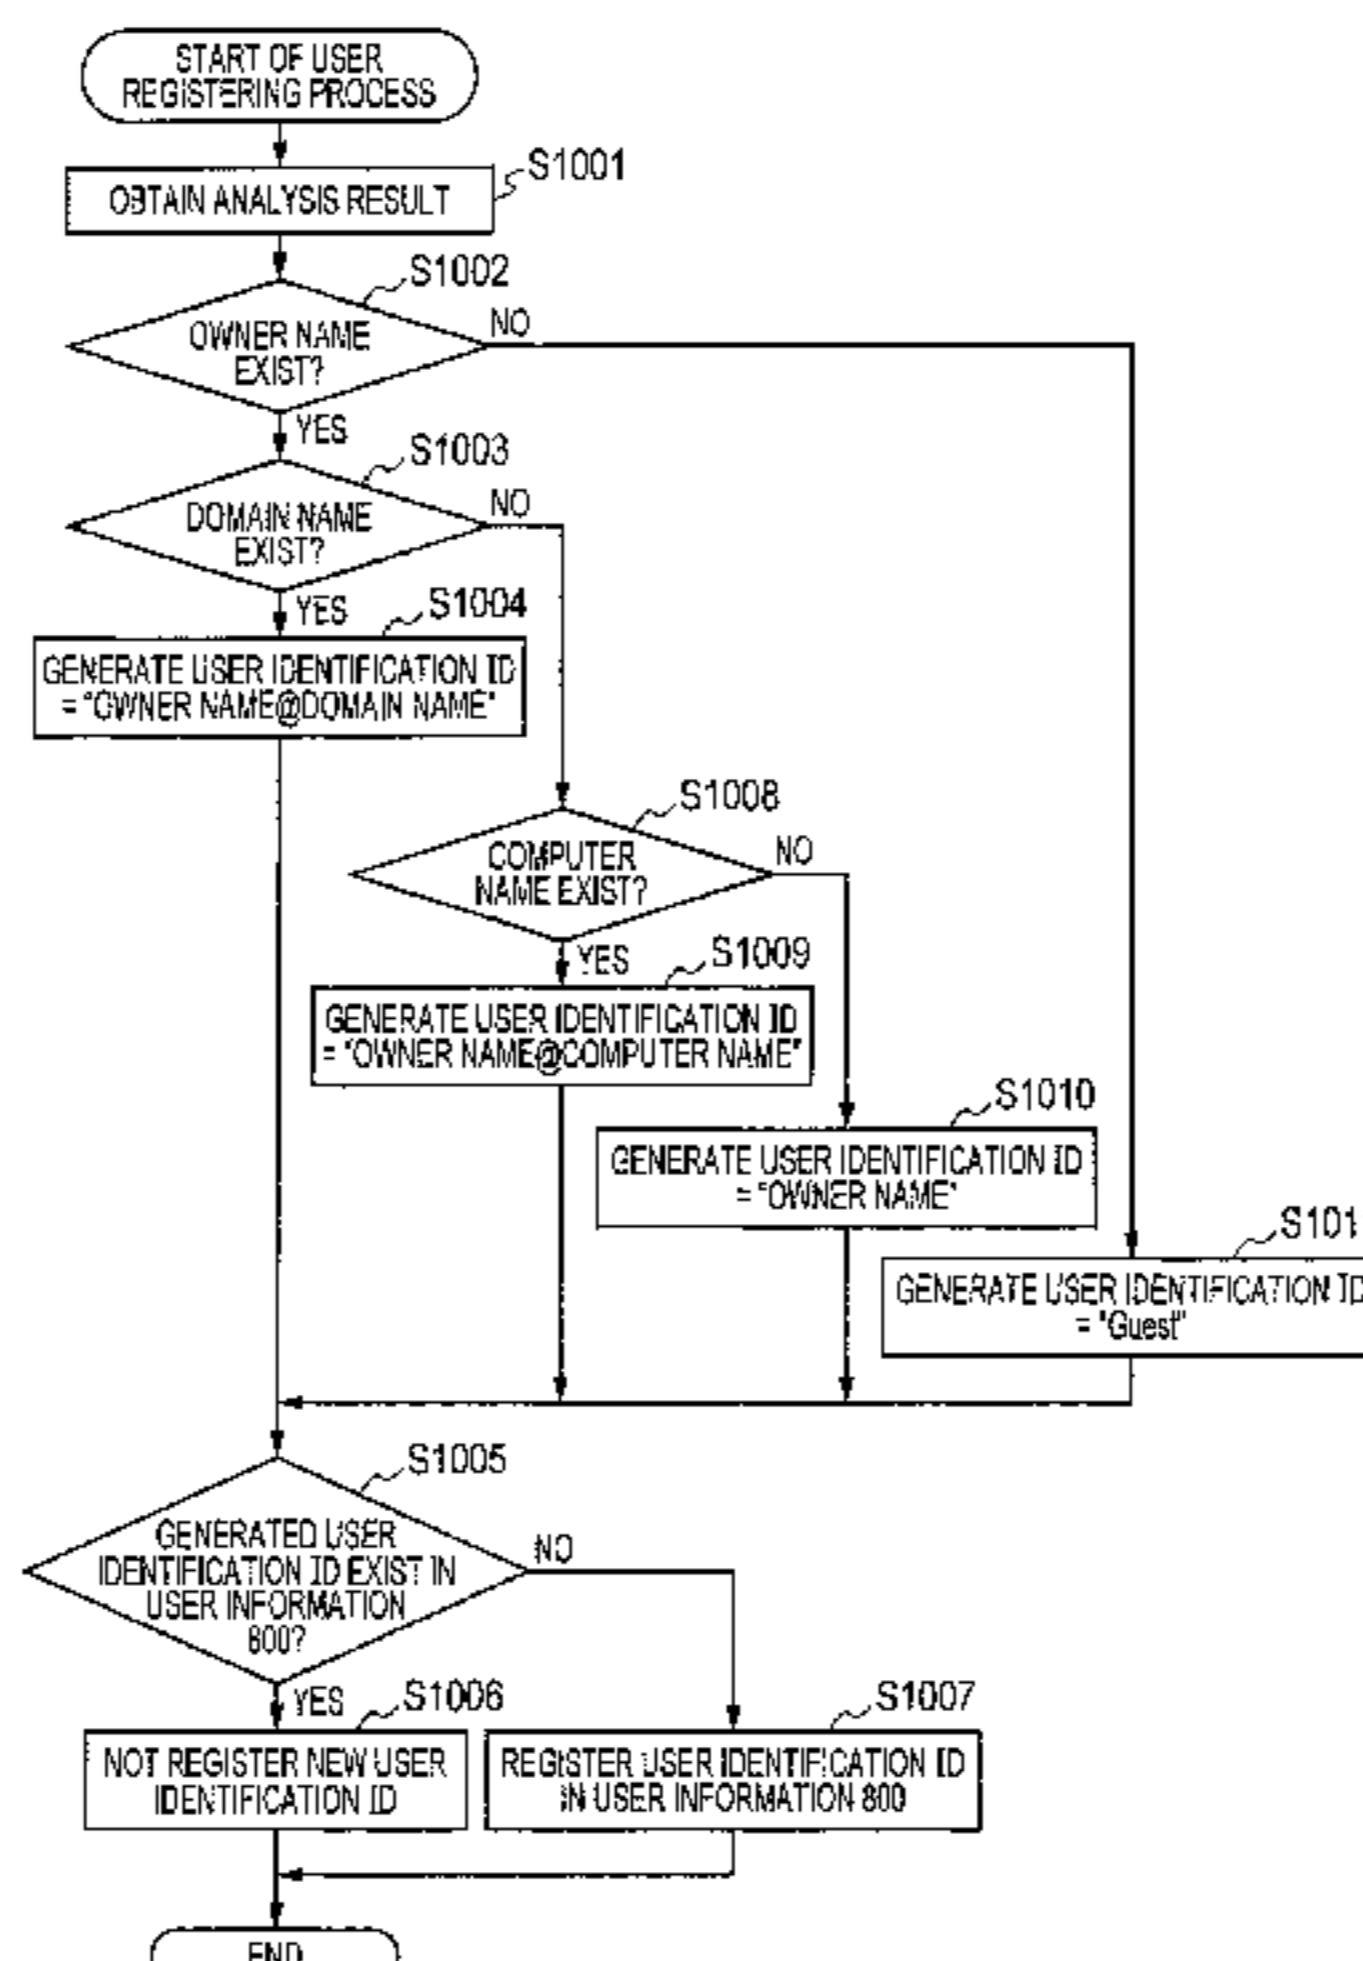 START OF USER
REGISTERING PROCESS
S1001
OBTAIN ANALYSIS RESULT
S1002
OWNER NAME
EXIST?
NO
YES
S1003
DOMAIN NAME
EXIST?
NO
YES
S1004
GENERATE USER IDENTIFICATION ID
= "OWNER NAME@DOMAIN NAME"
S1008
COMPUTER
NAME EXIST?
NO
YES
S1009
GENERATE USER IDENTIFICATION ID
= "OWNER NAME@COMPUTER NAME"
S1010
GENERATE USER IDENTIFICATION ID
= "OWNER NAME"
S101
GENERATE USER IDENTIFICATION ID
= "Guest"
S1005
GENERATED USER
IDENTIFICATION ID EXIST IN
USER INFORMATION
800?
NO
YES
S1006
NOT REGISTER NEW USER
IDENTIFICATION ID
S1007
REGISTER USER IDENTIFICATION ID
IN USER INFORMATION 800
END